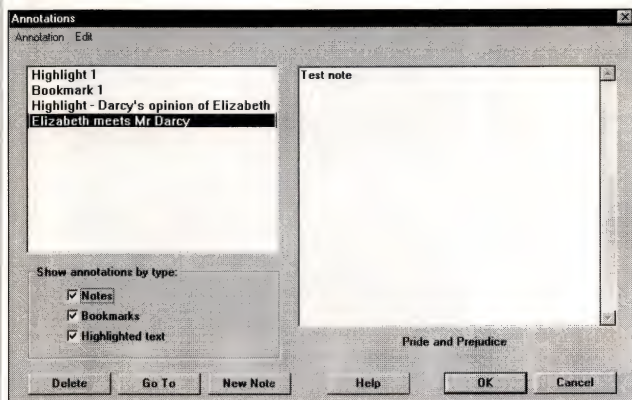 Annotations
Annotation Edit
Highlight 1
Bookmark 1
Highlight - Darcy's opinion of Elizabeth
Elizabeth meets Mr Darcy
Test note
Show annotations by type:
Notes
Bookmarks
Highlighted text
Pride and Prejudice
Delete Go To New Note Help OK Cancel